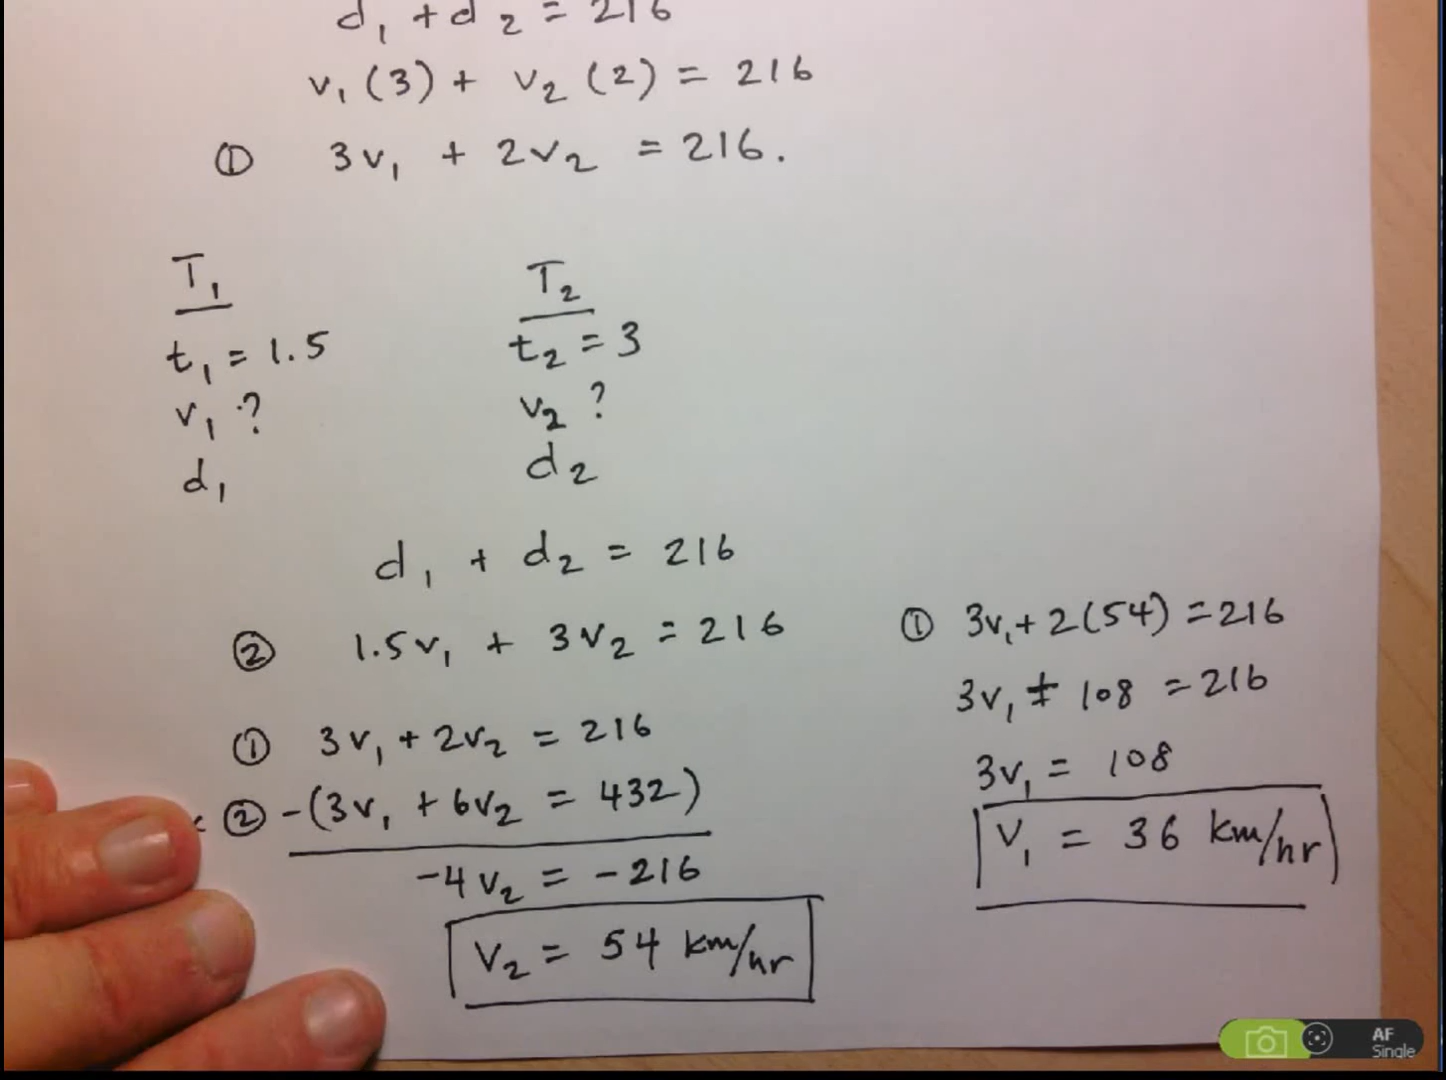 d₁ + d₂ = 216
v₁ (3) + v₂ (2) = 216
① 3v₁ + 2v₂ = 216.
T₁ T₂
t₁ = 1.5 t₂ = 3
v₁ ? v₂ ?
d₁ d₂
d₁ + d₂ = 216
② 1.5v₁ + 3v₂ = 216
① 3v₁ + 2v₂ = 216
② -(3v₁ + 6v₂ = 432)
-4v₂ = -216
v₂ = 54 km/hr
① 3v₁ + 2(54) = 216
3v₁ + 108 = 216
3v₁ = 108
v₁ = 36 km/hr
AF
Single